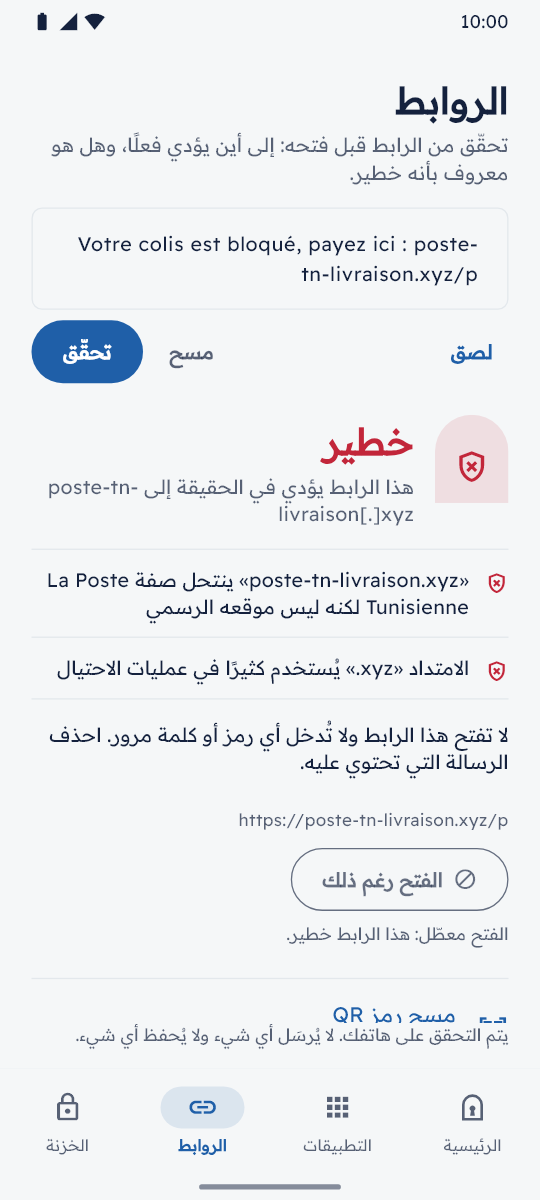 10:00
الروابط
تحقّق من الرابط قبل فتحه: إلى أين يؤدي فعلًا، وهل هو
معروف بأنه خطير.
Votre colis est bloqué, payez ici : poste-
tn-livraison.xyz/p
لصق
مسح
تحقّق
خطير
هذا الرابط يؤدي في الحقيقة إلى poste-tn-
livraison[.]xyz
«poste-tn-livraison.xyz» ينتحل صفة La Poste
Tunisienne لكنه ليس موقعه الرسمي
الامتداد «.xyz» يُستخدم كثيرًا في عمليات الاحتيال
لا تفتح هذا الرابط ولا تُدخل أي رمز أو كلمة مرور. احذف
الرسالة التي تحتوي عليه.
https://poste-tn-livraison.xyz/p
الفتح رغم ذلك
الفتح معطّل: هذا الرابط خطير.
مسح رمز QR
يتم التحقق على هاتفك. لا يُرسَل أي شيء ولا يُحفظ أي شيء.
الرئيسية
التطبيقات
الروابط
الخزنة